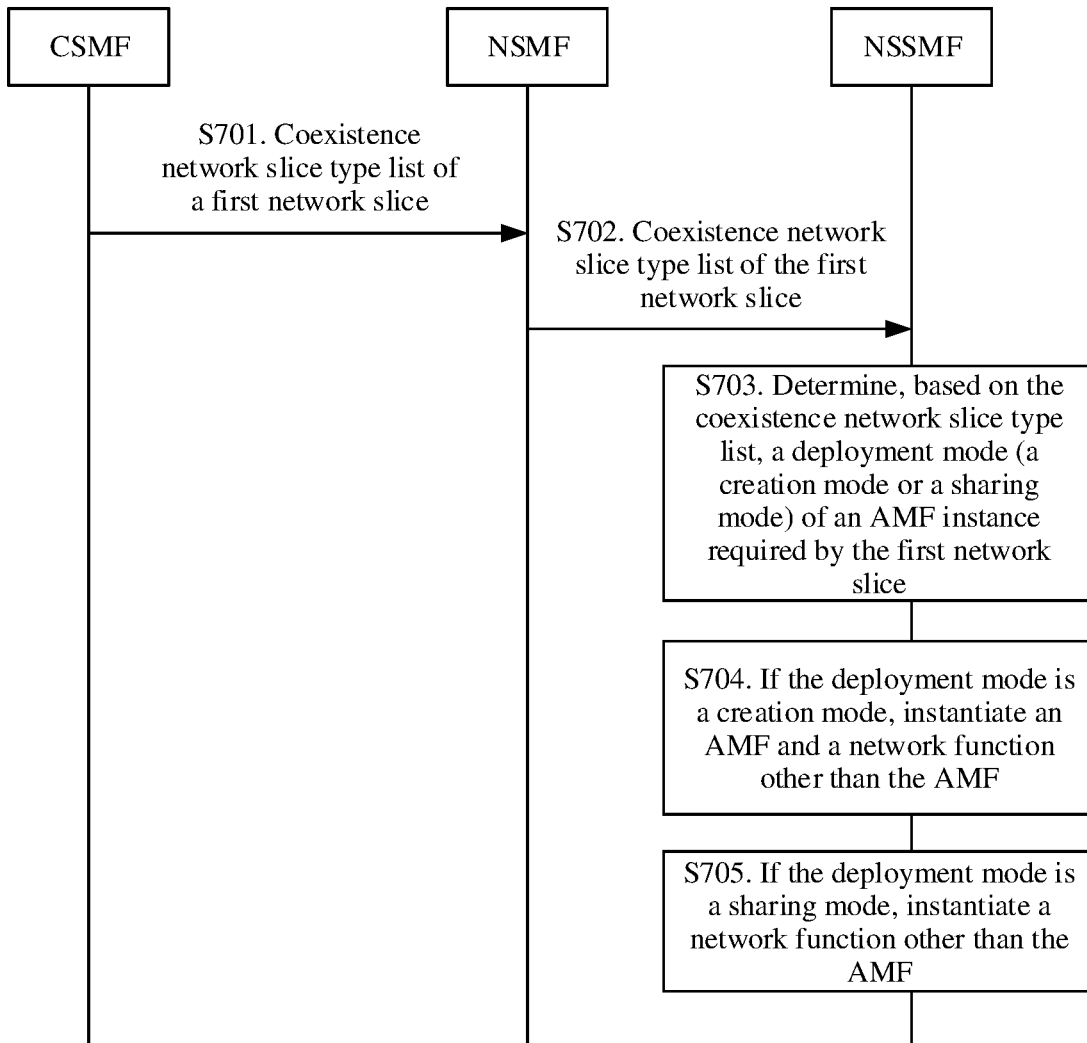 CSMF
NSMF
NSSMF
S701. Coexistence
network slice type list of
a first network slice
S702. Coexistence network
slice type list of the first
network slice
S703. Determine, based on the
coexistence network slice type
list, a deployment mode (a
creation mode or a sharing
mode) of an AMF instance
required by the first network
slice
S704. If the deployment mode is
a creation mode, instantiate an
AMF and a network function
other than the AMF
S705. If the deployment mode is
a sharing mode, instantiate a
network function other than the
AMF